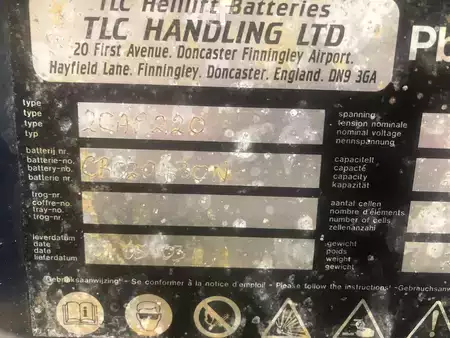 TLC Helilift Batteries
TLC HANDLING LTD
20 First Avenue. Doncaster Finningley Airport.
Hayfield Lane. Finningley. Doncaster. England. DN9 3GA
Pb
type
type
type
typ
spanning
tension nominale
nominal voltage
nennspannung
batterij nr.
batterie-no.
battery-no.
batterie nr.
capaciteit
capacité
capacity
kapazität
trog-nr.
coffre-no.
tray-no.
trog-nr.
aantal cellen
nombre d'éléments
number of cells
zellenanzahl
leverdatum
date
date
lieferdatum
gewicht
poids
weight
gewicht
Gebruiksaanwijzing! - Se conformer à la notice d'emploi! - Please follow the instructions! - Gebrauchsan